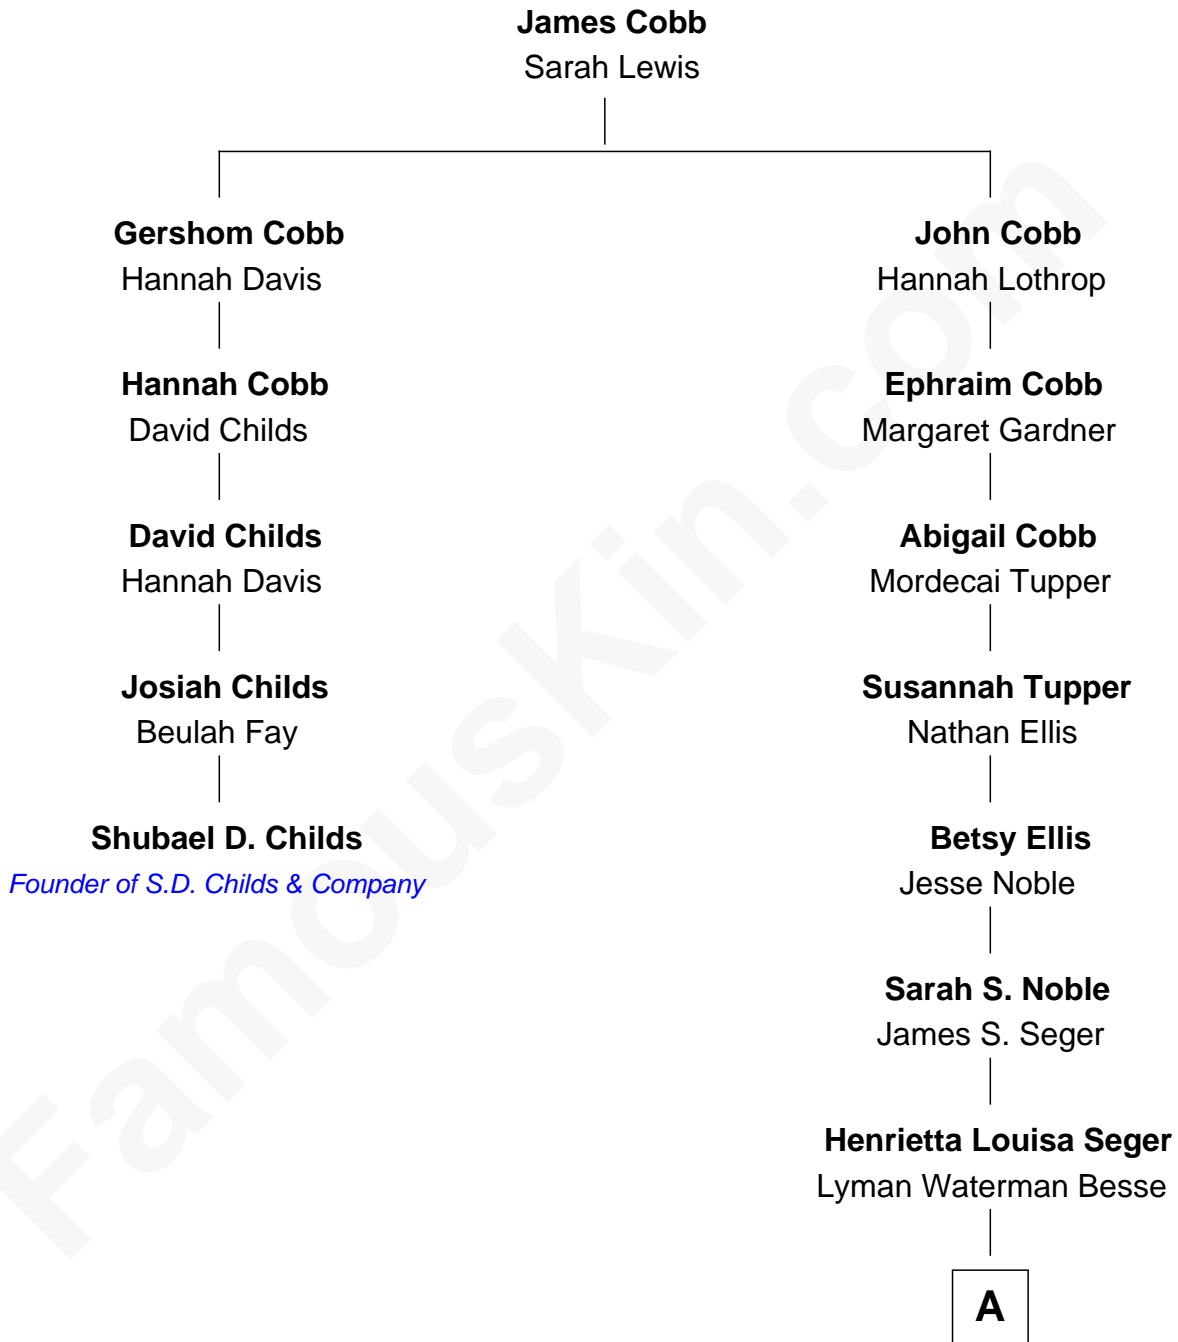 James Cobb
Sarah Lewis
Gershom Cobb
Hannah Davis
Hannah Cobb
David Childs
David Childs
Hannah Davis
Josiah Childs
Beulah Fay
Shubael D. Childs
Founder of S.D. Childs & Company
John Cobb
Hannah Lothrop
Ephraim Cobb
Margaret Gardner
Abigail Cobb
Mordecai Tupper
Susannah Tupper
Nathan Ellis
Betsy Ellis
Jesse Noble
Sarah S. Noble
James S. Seger
Henrietta Louisa Seger
Lyman Waterman Besse
A
FamousKin.com